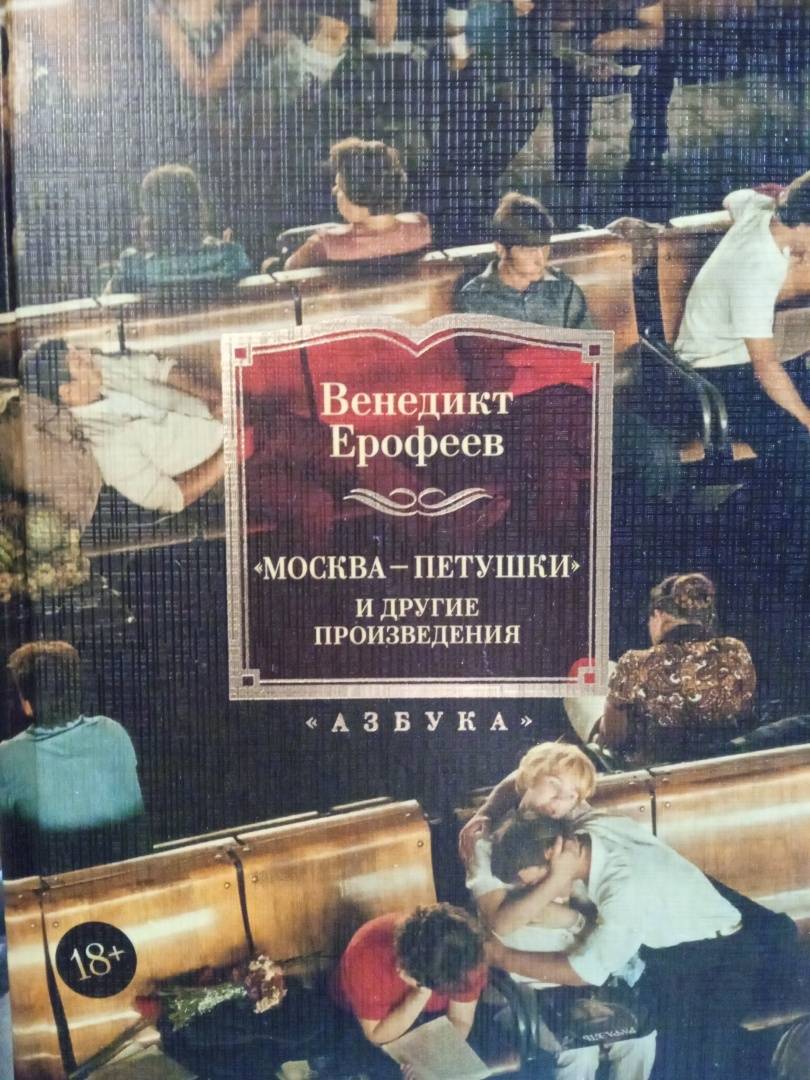 Венедикт
Ерофеев
«МОСКВА – ПЕТУШКИ»
И ДРУГИЕ
ПРОИЗВЕДЕНИЯ
«АЗБУКА»
18+